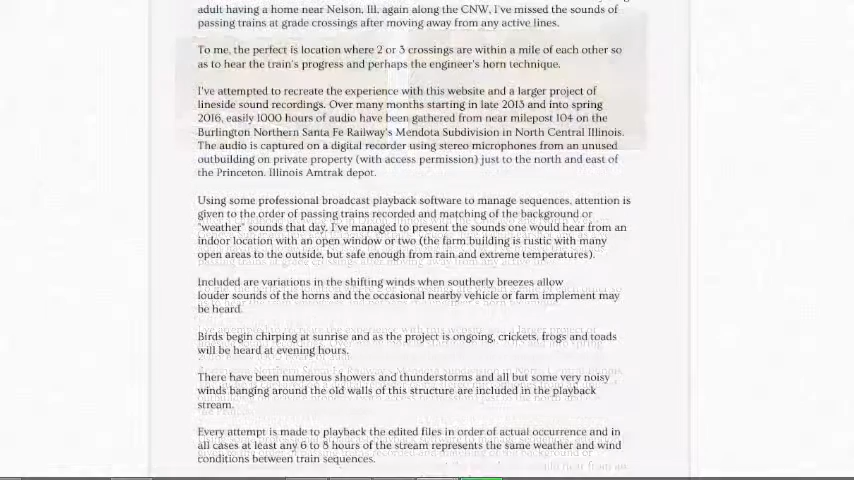 adult having a home near Nelson, Ill, again along the CNW, I've missed the sounds of
passing trains at grade crossings after moving away from any active lines.
To me, the perfect is location where 2 or 3 crossings are within a mile of each other so
as to hear the train's progress and perhaps the engineer's horn technique.
I've attempted to recreate the experience with this website and a larger project of
lineside sound recordings. Over many months starting in late 2013 and into spring
2016, easily 1000 hours of audio have been gathered from near milepost 104 on the
Burlington Northern Santa Fe Railway's Mendota Subdivision in North Central Illinois.
The audio is captured on a digital recorder using stereo microphones from an unused
outbuilding on private property (with access permission) just to the north and east of
the Princeton, Illinois Amtrak depot.
Using some professional broadcast playback software to manage sequences, attention is
given to the order of passing trains recorded and matching of the background or
"weather" sounds that day, I've managed to present the sounds one would hear from an
indoor location with an open window or two (the farm building is rustic with many
open areas to the outside, but safe enough from rain and extreme temperatures).
Included are variations in the shifting winds when southerly breezes allow
louder sounds of the horns and the occasional nearby vehicle or farm implement may
be heard.
Birds begin chirping at sunrise and as the project is ongoing, crickets, frogs and toads
will be heard at evening hours.
There have been numerous showers and thunderstorms and all but some very noisy
winds banging around the old walls of this structure are included in the playback
stream.
Every attempt is made to playback the edited files in order of actual occurrence and in
all cases at least any 6 to 8 hours of the stream represents the same weather and wind
conditions between train sequences.